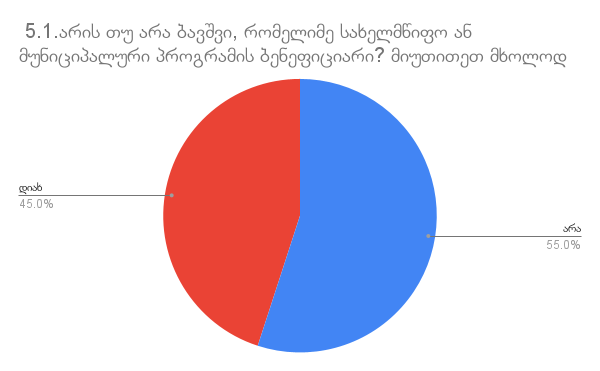 5.1.არის თუ არა ბავშვი, რომელიმე სახელმწიფო ან
მუნიციპალური პროგრამის ბენეფიციარი? მიუთითეთ მხოლოდ
დიახ
45.0%
არა
55.0%